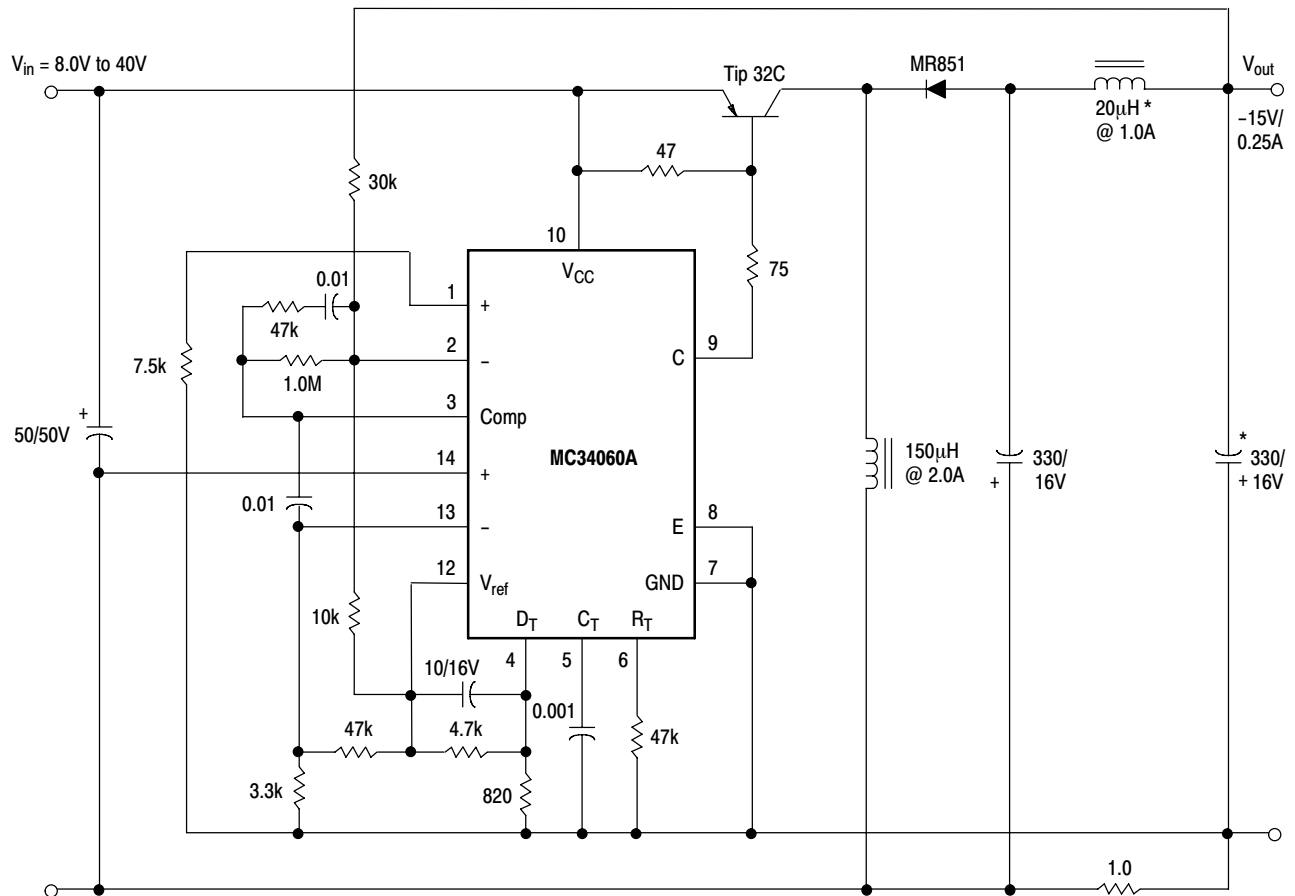 Vin = 8.0V to 40V
Tip 32C
MR851
Vout
20μH *
@ 1.0A
–15V/
0.25A
47
30k
10
75
VCC
0.01
1
+
47k
7.5k
2
–
C
9
1.0M
3
Comp
+
50/50V
MC34060A
150μH
@ 2.0A
330/
16V
+
*
330/
+ 16V
14
+
0.01
13
–
E
8
12
Vref
GND
7
10k
DT
CT
RT
4
5
6
10/16V
0.001
47k
4.7k
47k
3.3k
820
1.0